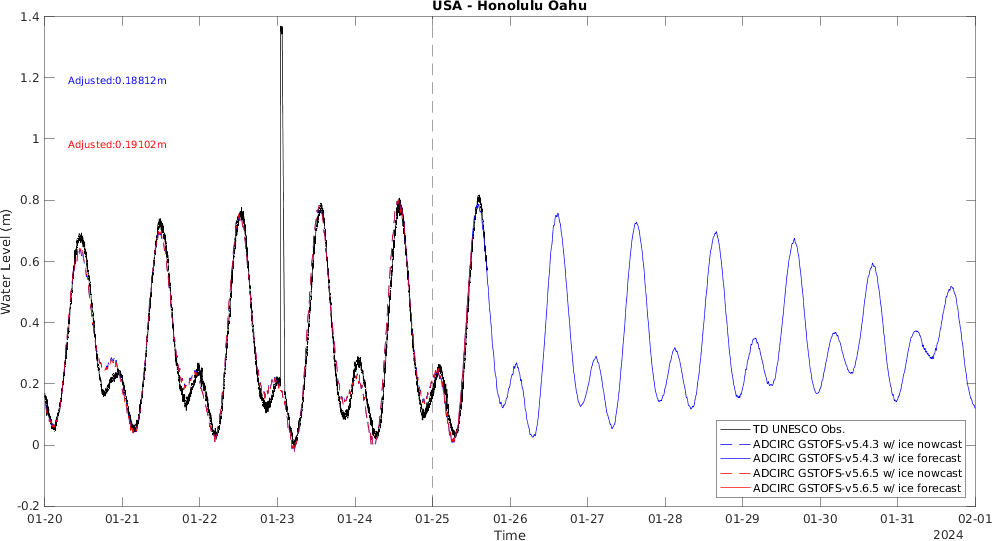 USA - Honolulu Oahu
1.4
1.2
1
0.8
0.6
0.4
0.2
0
-0.2
Water Level (m)
Adjusted:0.18812m
Adjusted:0.19102m
TD UNESCO Obs.
ADCIRC GSTOFS-v5.4.3 w/ ice nowcast
ADCIRC GSTOFS-v5.4.3 w/ ice forecast
ADCIRC GSTOFS-v5.6.5 w/ ice nowcast
ADCIRC GSTOFS-v5.6.5 w/ ice forecast
01-20 01-21 01-22 01-23 01-24 01-25 01-26 01-27 01-28 01-29 01-30 01-31 02-01
Time
2024